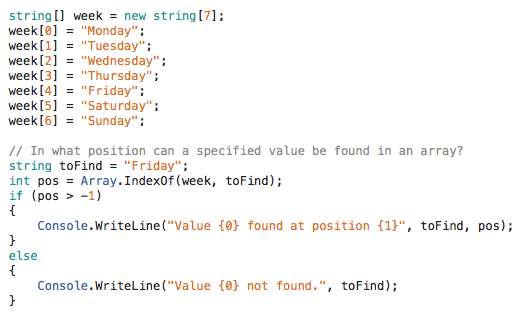 string[] week = new string[7];
week[0] = "Monday";
week[1] = "Tuesday";
week[2] = "Wednesday";
week[3] = "Thursday";
week[4] = "Friday";
week[5] = "Saturday";
week[6] = "Sunday";

// In what position can a specified value be found in an array?
string toFind = "Friday";
int pos = Array.IndexOf(week, toFind);
if (pos > -1)
{
    Console.WriteLine("Value {0} found at position {1}", toFind, pos);
}
else
{
    Console.WriteLine("Value {0} not found.", toFind);
}